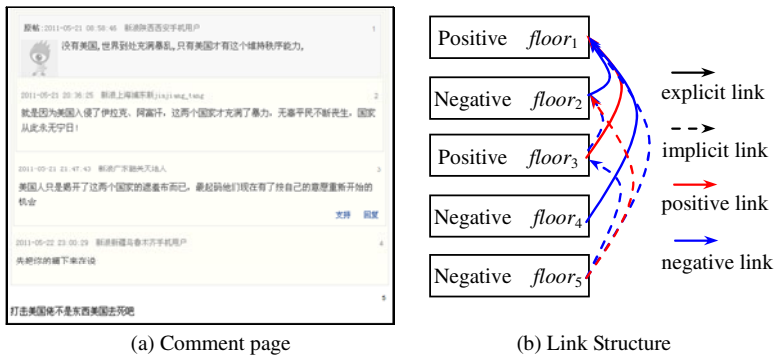 原帖:2011-05-21 08:58:46 新浪陕西西安手机用户 1
没有美国,世界到处充满暴乱,只有美国才有这个维持秩序能力。
2011-05-21 20:36:25 新浪上海浦东新jinjiang_tang 2
就是因为美国入侵了伊拉克、阿富汗,这两个国家才充满了暴力,无辜平民不断丧生,国家
从此永无宁日!
2011-05-21 21:47:43 新浪广东韶关天雄人 3
美国人只是揭开了这两个国家的遮羞布而已,最起码他们现在有了按自己的意愿重新开始的
机会
支持 回复
2011-05-22 23:00:29 新浪新疆乌鲁木齐手机用户 4
先把你的腿下来在说
5
打击美国佬不是东西美国去死吧
(a) Comment page
Positive floor1
Negative floor2
Positive floor3
Negative floor4
Negative floor5
explicit link
implicit link
positive link
negative link
(b) Link Structure